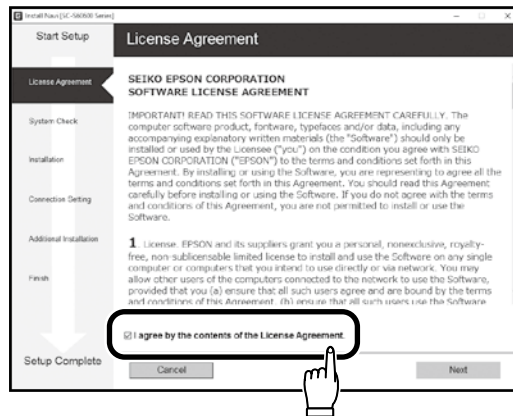 Install Navi [SC-S60600 Series]
Start Setup
License Agreement
License Agreement
System Check
Installation
Connection Setting
Additional Installation
Finish
Setup Complete
SEIKO EPSON CORPORATION
SOFTWARE LICENSE AGREEMENT
IMPORTANT! READ THIS SOFTWARE LICENSE AGREEMENT CAREFULLY. The
computer software product, fontware, typefaces and/or data, including any
accompanying explanatory written materials (the "Software") should only be
installed or used by the Licensee ("you") on the condition you agree with SEIKO
EPSON CORPORATION ("EPSON") to the terms and conditions set forth in this
Agreement. By installing or using the Software, you are representing to agree all the
terms and conditions set forth in this Agreement. You should read this Agreement
carefully before installing or using the Software. If you do not agree with the terms
and conditions of this Agreement, you are not permitted to install or use the
Software.
1. License. EPSON and its suppliers grant you a personal, nonexclusive, royalty-
free, non-sublicensable limited license to install and use the Software on any single
computer or computers that you intend to use directly or via network. You may
allow other users of the computers connected to the network to use the Software,
provided that you (a) ensure that all such users agree and are bound by the terms
and conditions of this Agreement, (b) ensure that all such users use the Software
I agree by the contents of the License Agreement.
Cancel
Next